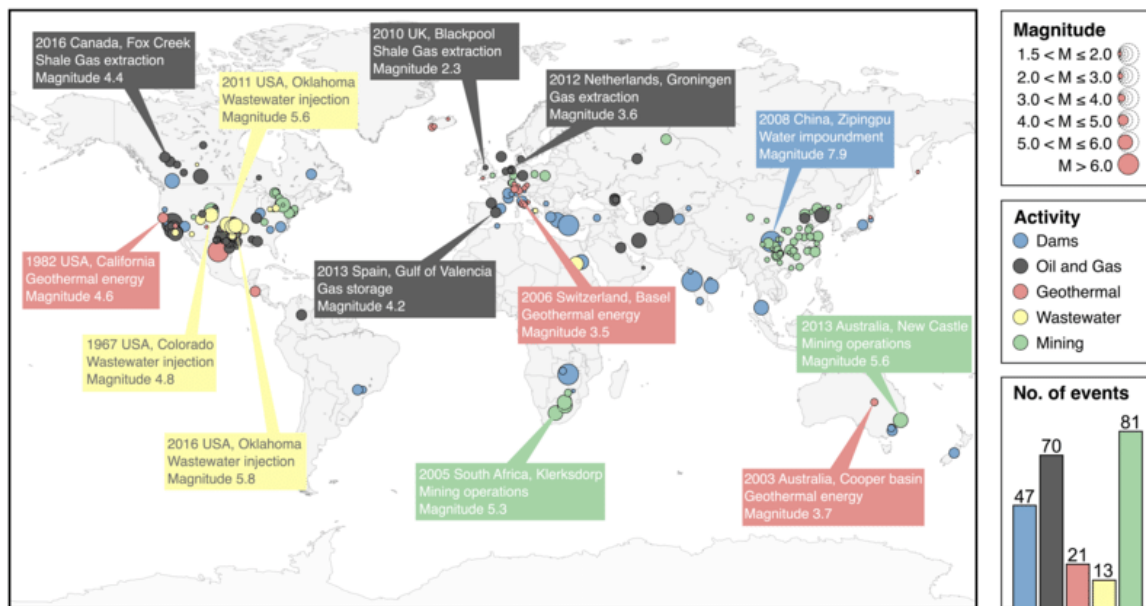 2016 Canada, Fox Creek
Shale Gas extraction
Magnitude 4.4
2011 USA, Oklahoma
Wastewater injection
Magnitude 5.6
2010 UK, Blackpool
Shale Gas extraction
Magnitude 2.3
2012 Netherlands, Groningen
Gas extraction
Magnitude 3.6
2008 China, Zipingpu
Water impoundment
Magnitude 7.9
1982 USA, California
Geothermal energy
Magnitude 4.6
2013 Spain, Gulf of Valencia
Gas storage
Magnitude 4.2
2006 Switzerland, Basel
Geothermal energy
Magnitude 3.5
1967 USA, Colorado
Wastewater injection
Magnitude 4.8
2013 Australia, New Castle
Mining operations
Magnitude 5.6
2016 USA, Oklahoma
Wastewater injection
Magnitude 5.8
2005 South Africa, Klerksdorp
Mining operations
Magnitude 5.3
2003 Australia, Cooper basin
Geothermal energy
Magnitude 3.7
Magnitude
1.5 < M ≤ 2.0
2.0 < M ≤ 3.0
3.0 < M ≤ 4.0
4.0 < M ≤ 5.0
5.0 < M ≤ 6.0
M > 6.0
Activity
Dams
Oil and Gas
Geothermal
Wastewater
Mining
No. of events
47
70
21
13
81